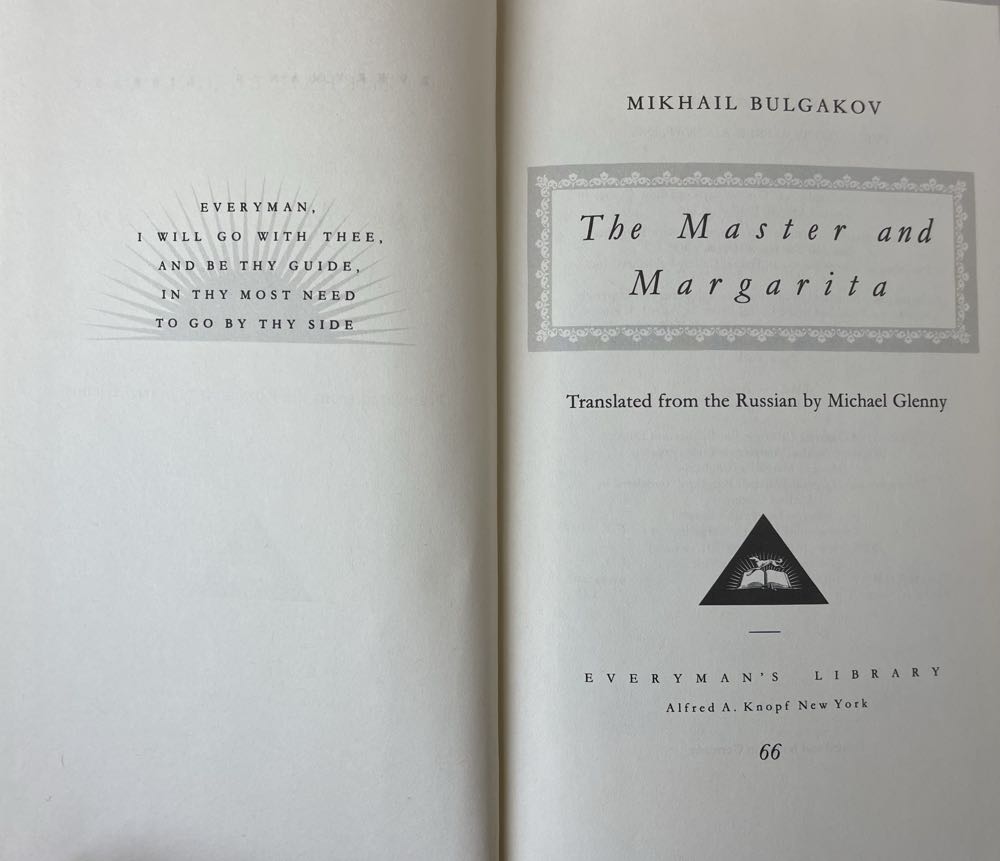 EVERYMAN,
I WILL GO WITH THEE,
AND BE THY GUIDE,
IN THY MOST NEED
TO GO BY THY SIDE
MIKHAIL BULGAKOV
The Master and
Margarita
Translated from the Russian by Michael Glenny
EVERYMAN'S LIBRARY
Alfred A. Knopf New York
66